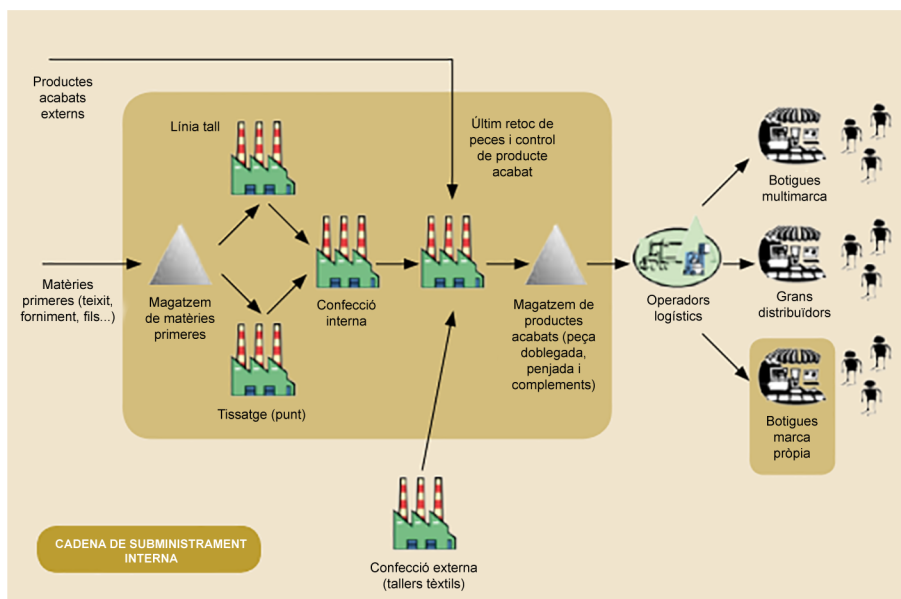 Productes
acabats
externs
Línia tall
Últim retoc de
peces i control
de producte
acabat
Botigues
multimarca
Matèries
primeres (teixit,
forniment, fils...)
Magatzem
de matèries
primeres
Confecció
interna
Magatzem de
productes
acabats (peça
doblegada,
penjada i
complements)
Operadors
logístics
Grans
distribuïdors
Tissatge (punt)
Botigues
marca
pròpia
CADENA DE SUBMINISTRAMENT
INTERNA
Confecció externa
(tallers tèxtils)